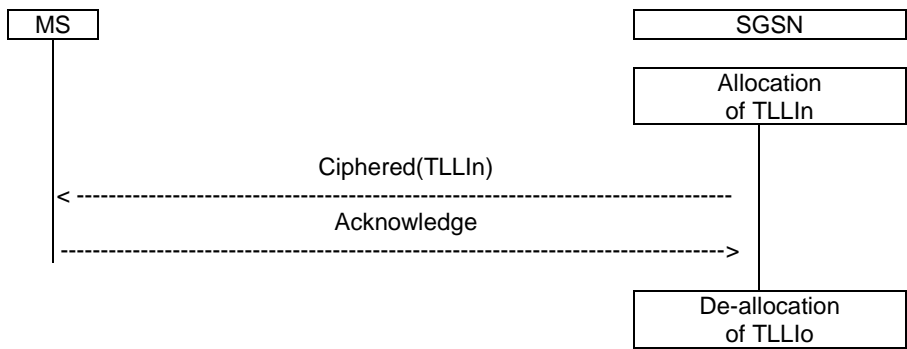 MS
SGSN
Allocation
of TLLIn
Ciphered(TLLIn)
Acknowledge
De-allocation
of TLLIo